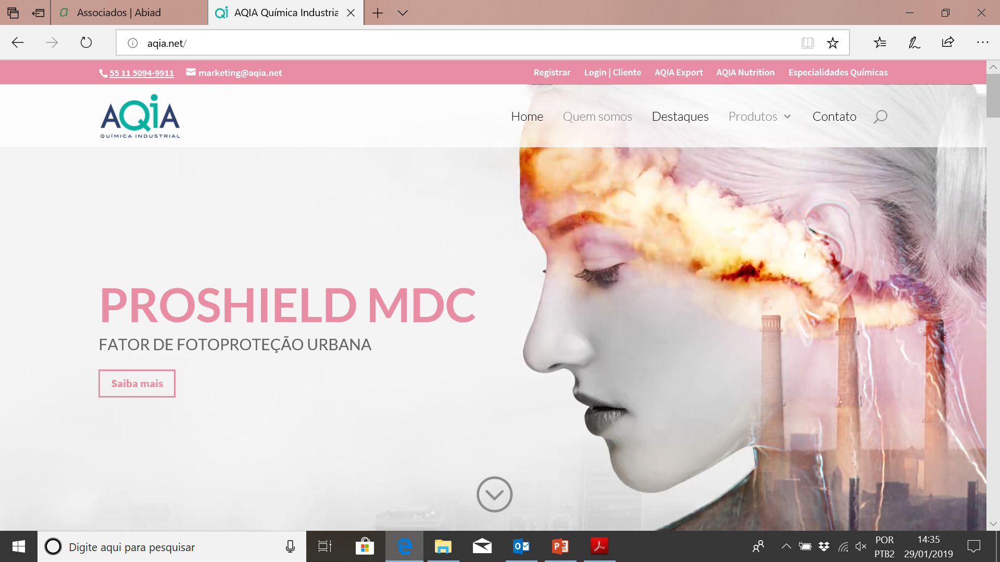 Associados | Abiad
AQIA Química Industria
aqia.net/
55 11 5094-9911
marketing@aqia.net
Registrar
Login | Cliente
AQIA Export
AQIA Nutrition
Especialidades Químicas
AQiA
QUÍMICA INDUSTRIAL
Home
Quem somos
Destaques
Produtos
Contato
PROSHIELD MDC
FATOR DE FOTOPROTEÇÃO URBANA
Saiba mais
Digite aqui para pesquisar
POR
PTB2
14:35
29/01/2019